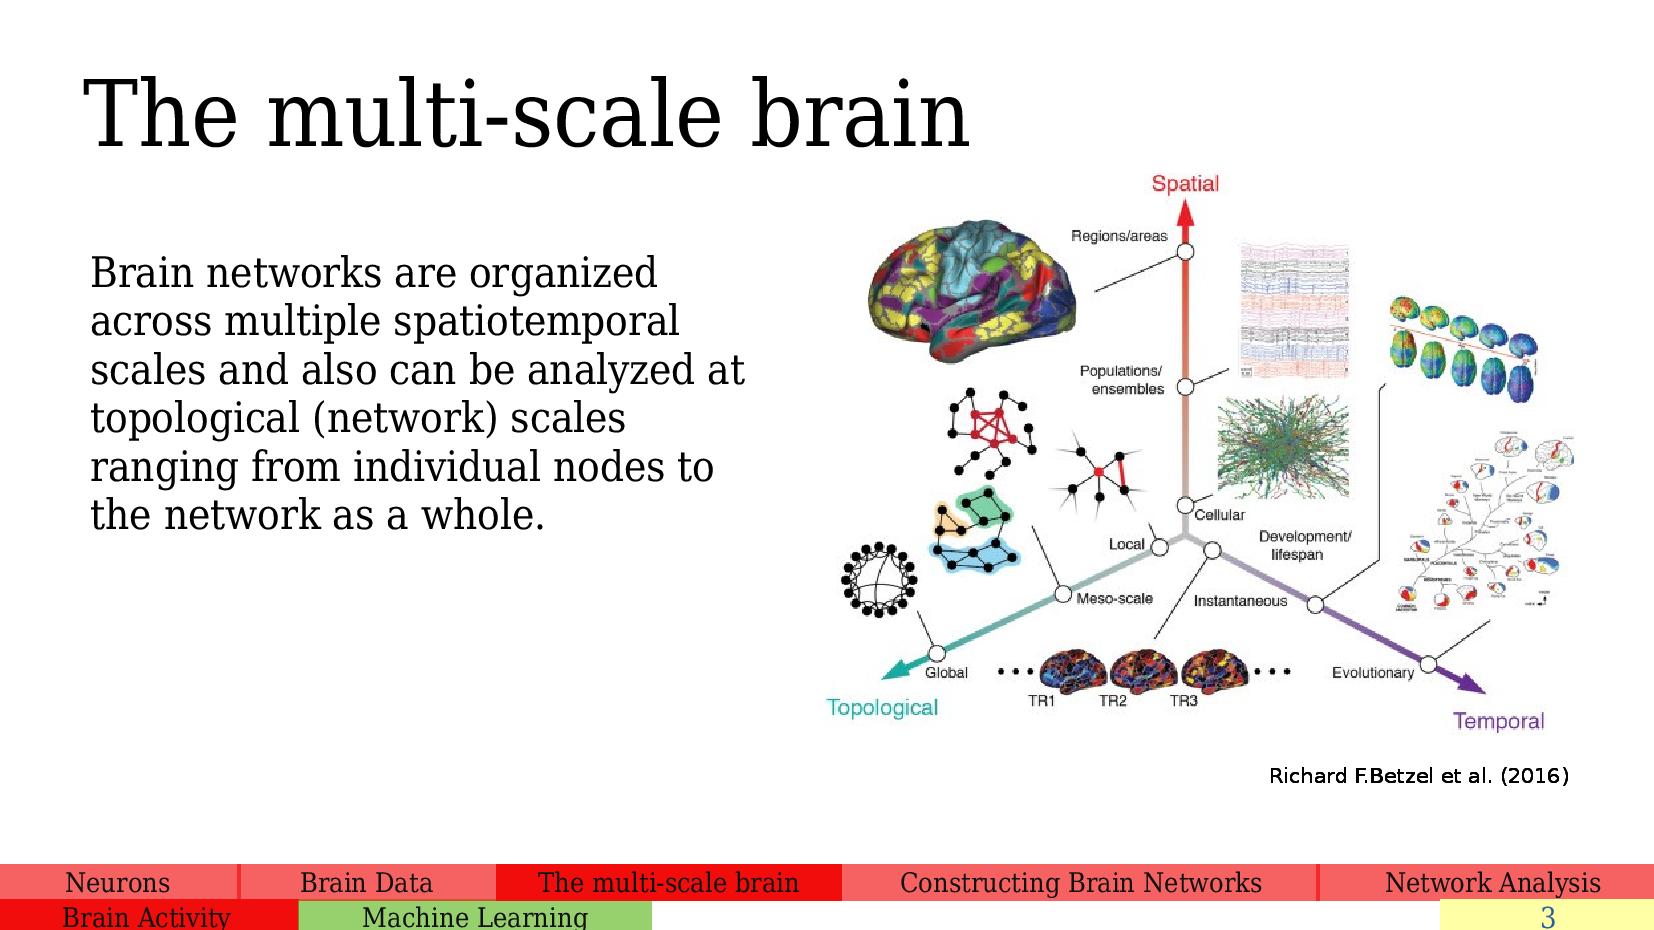 The multi-scale brain
Brain networks are organized
across multiple spatiotemporal
scales and also can be analyzed at
topological (network) scales
ranging from individual nodes to
the network as a whole.
Spatial
Regions/areas
Populations/
ensembles
Cellular
Local
Development/
lifespan
Meso-scale
Instantaneous
Global
Evolutionary
TR1
TR2
TR3
Topological
Temporal
Richard F.Betzel et al. (2016)
Neurons
Brain Data
The multi-scale brain
Constructing Brain Networks
Network Analysis
Brain Activity
Machine Learning
3